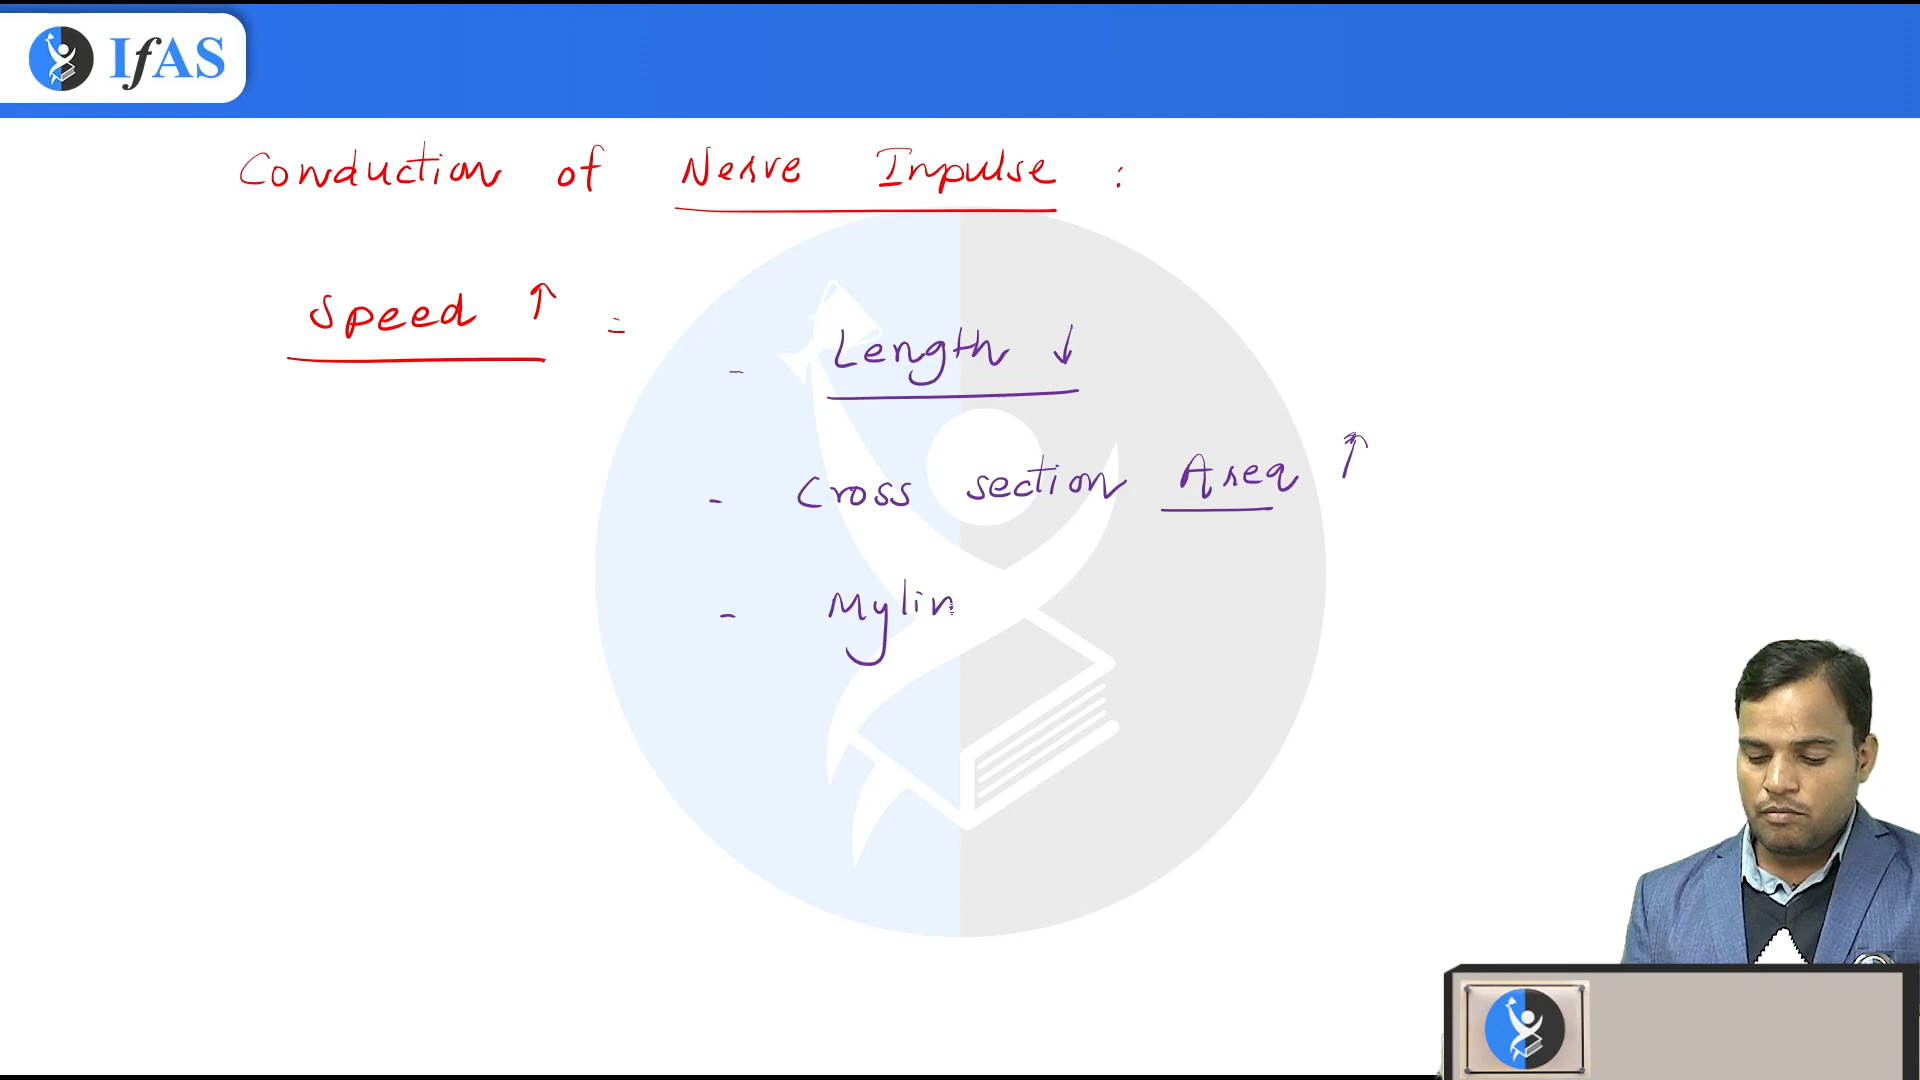 IfAS
Conduction of Nerve Impulse :
Speed ↑ =
- Length ↓
- Cross section Area ↑
- Mylin